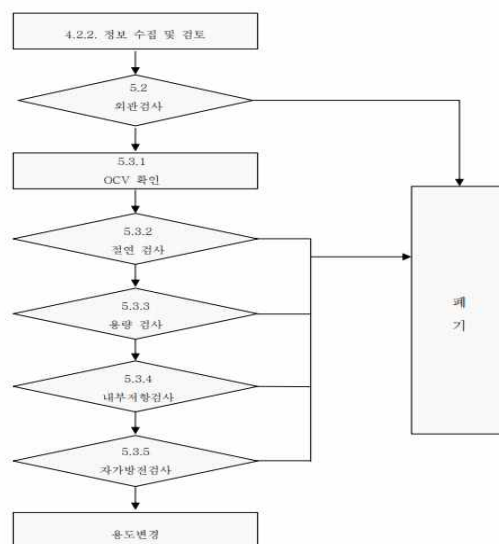 4.2.2. 정보 수집 및 검토
5.2
외관검사
5.3.1
OCV 확인
5.3.2
절연 검사
5.3.3
용량 검사
폐
기
5.3.4
내부저항검사
5.3.5
자가방전검사
용도변경